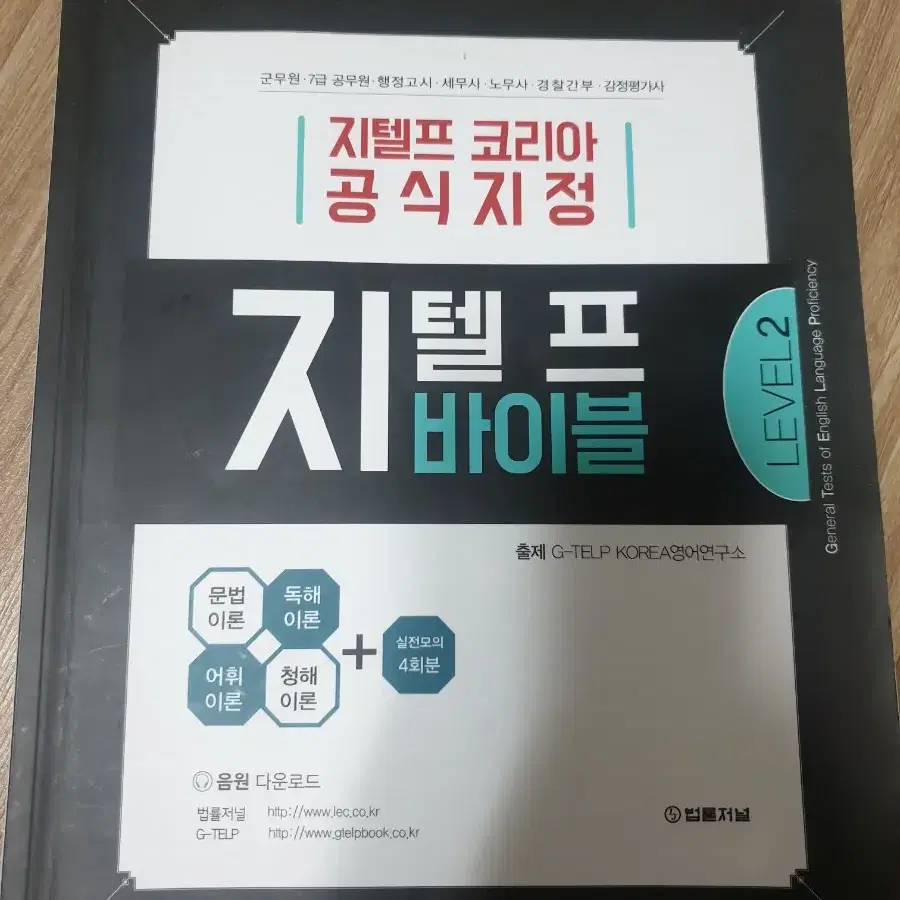 군무원·7급 공무원·행정고시·세무사·노무사·경찰간부·감정평가사
지텔프 코리아
공식지정
지텔프
바이블
LEVEL 2
General Tests of English Language Proficiency
출제 G-TELP KOREA영어연구소
문법
이론
독해
이론
어휘
이론
청해
이론
+
실전모의
4회분
음원 다운로드
법률저널 http://www.lec.co.kr
G-TELP http://www.gtelpbook.co.kr
법률저널